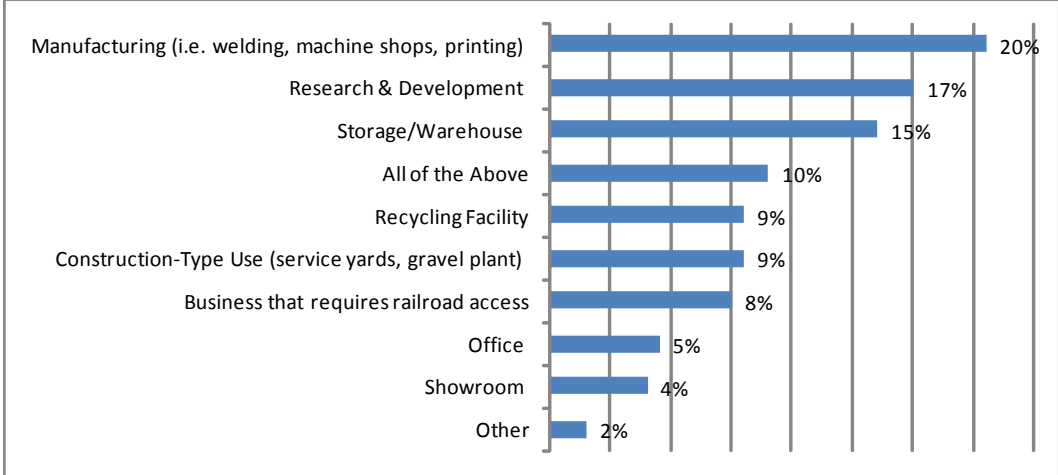 Manufacturing (i.e. welding, machine shops, printing) 20%
Research & Development 17%
Storage/Warehouse 15%
All of the Above 10%
Recycling Facility 9%
Construction-Type Use (service yards, gravel plant) 9%
Business that requires railroad access 8%
Office 5%
Showroom 4%
Other 2%